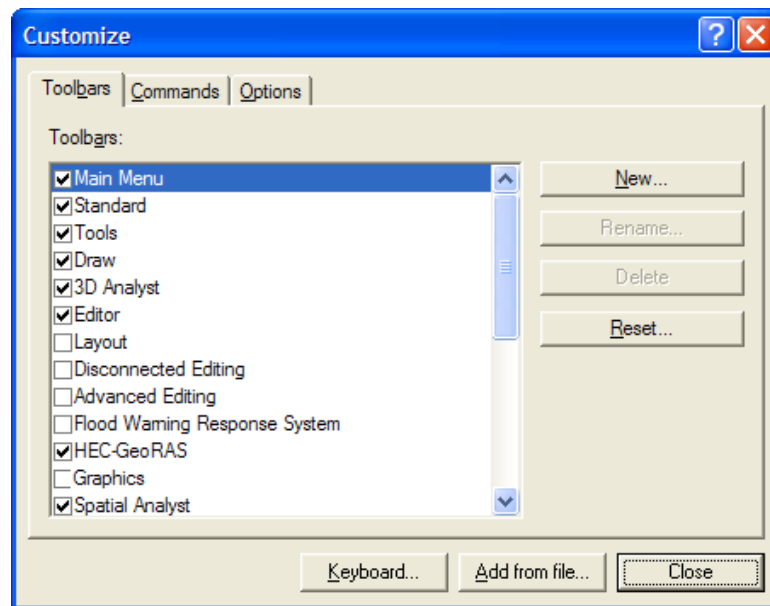 Customize
Toolbars Commands Options
Toolbars:
Main Menu
Standard
Tools
Draw
3D Analyst
Editor
Layout
Disconnected Editing
Advanced Editing
Flood Warning Response System
HEC-GeoRAS
Graphics
Spatial Analyst
New...
Rename...
Delete
Reset...
Keyboard... Add from file... Close